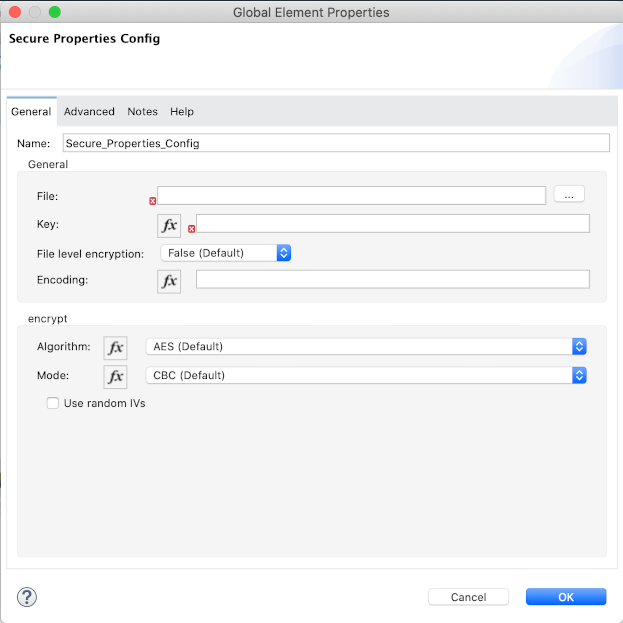 Global Element Properties
Secure Properties Config
General Advanced Notes Help
Name: Secure_Properties_Config
General
File: ...
Key: fx
File level encryption: False (Default)
Encoding: fx
encrypt
Algorithm: fx AES (Default)
Mode: fx CBC (Default)
Use random IVs
? Cancel OK